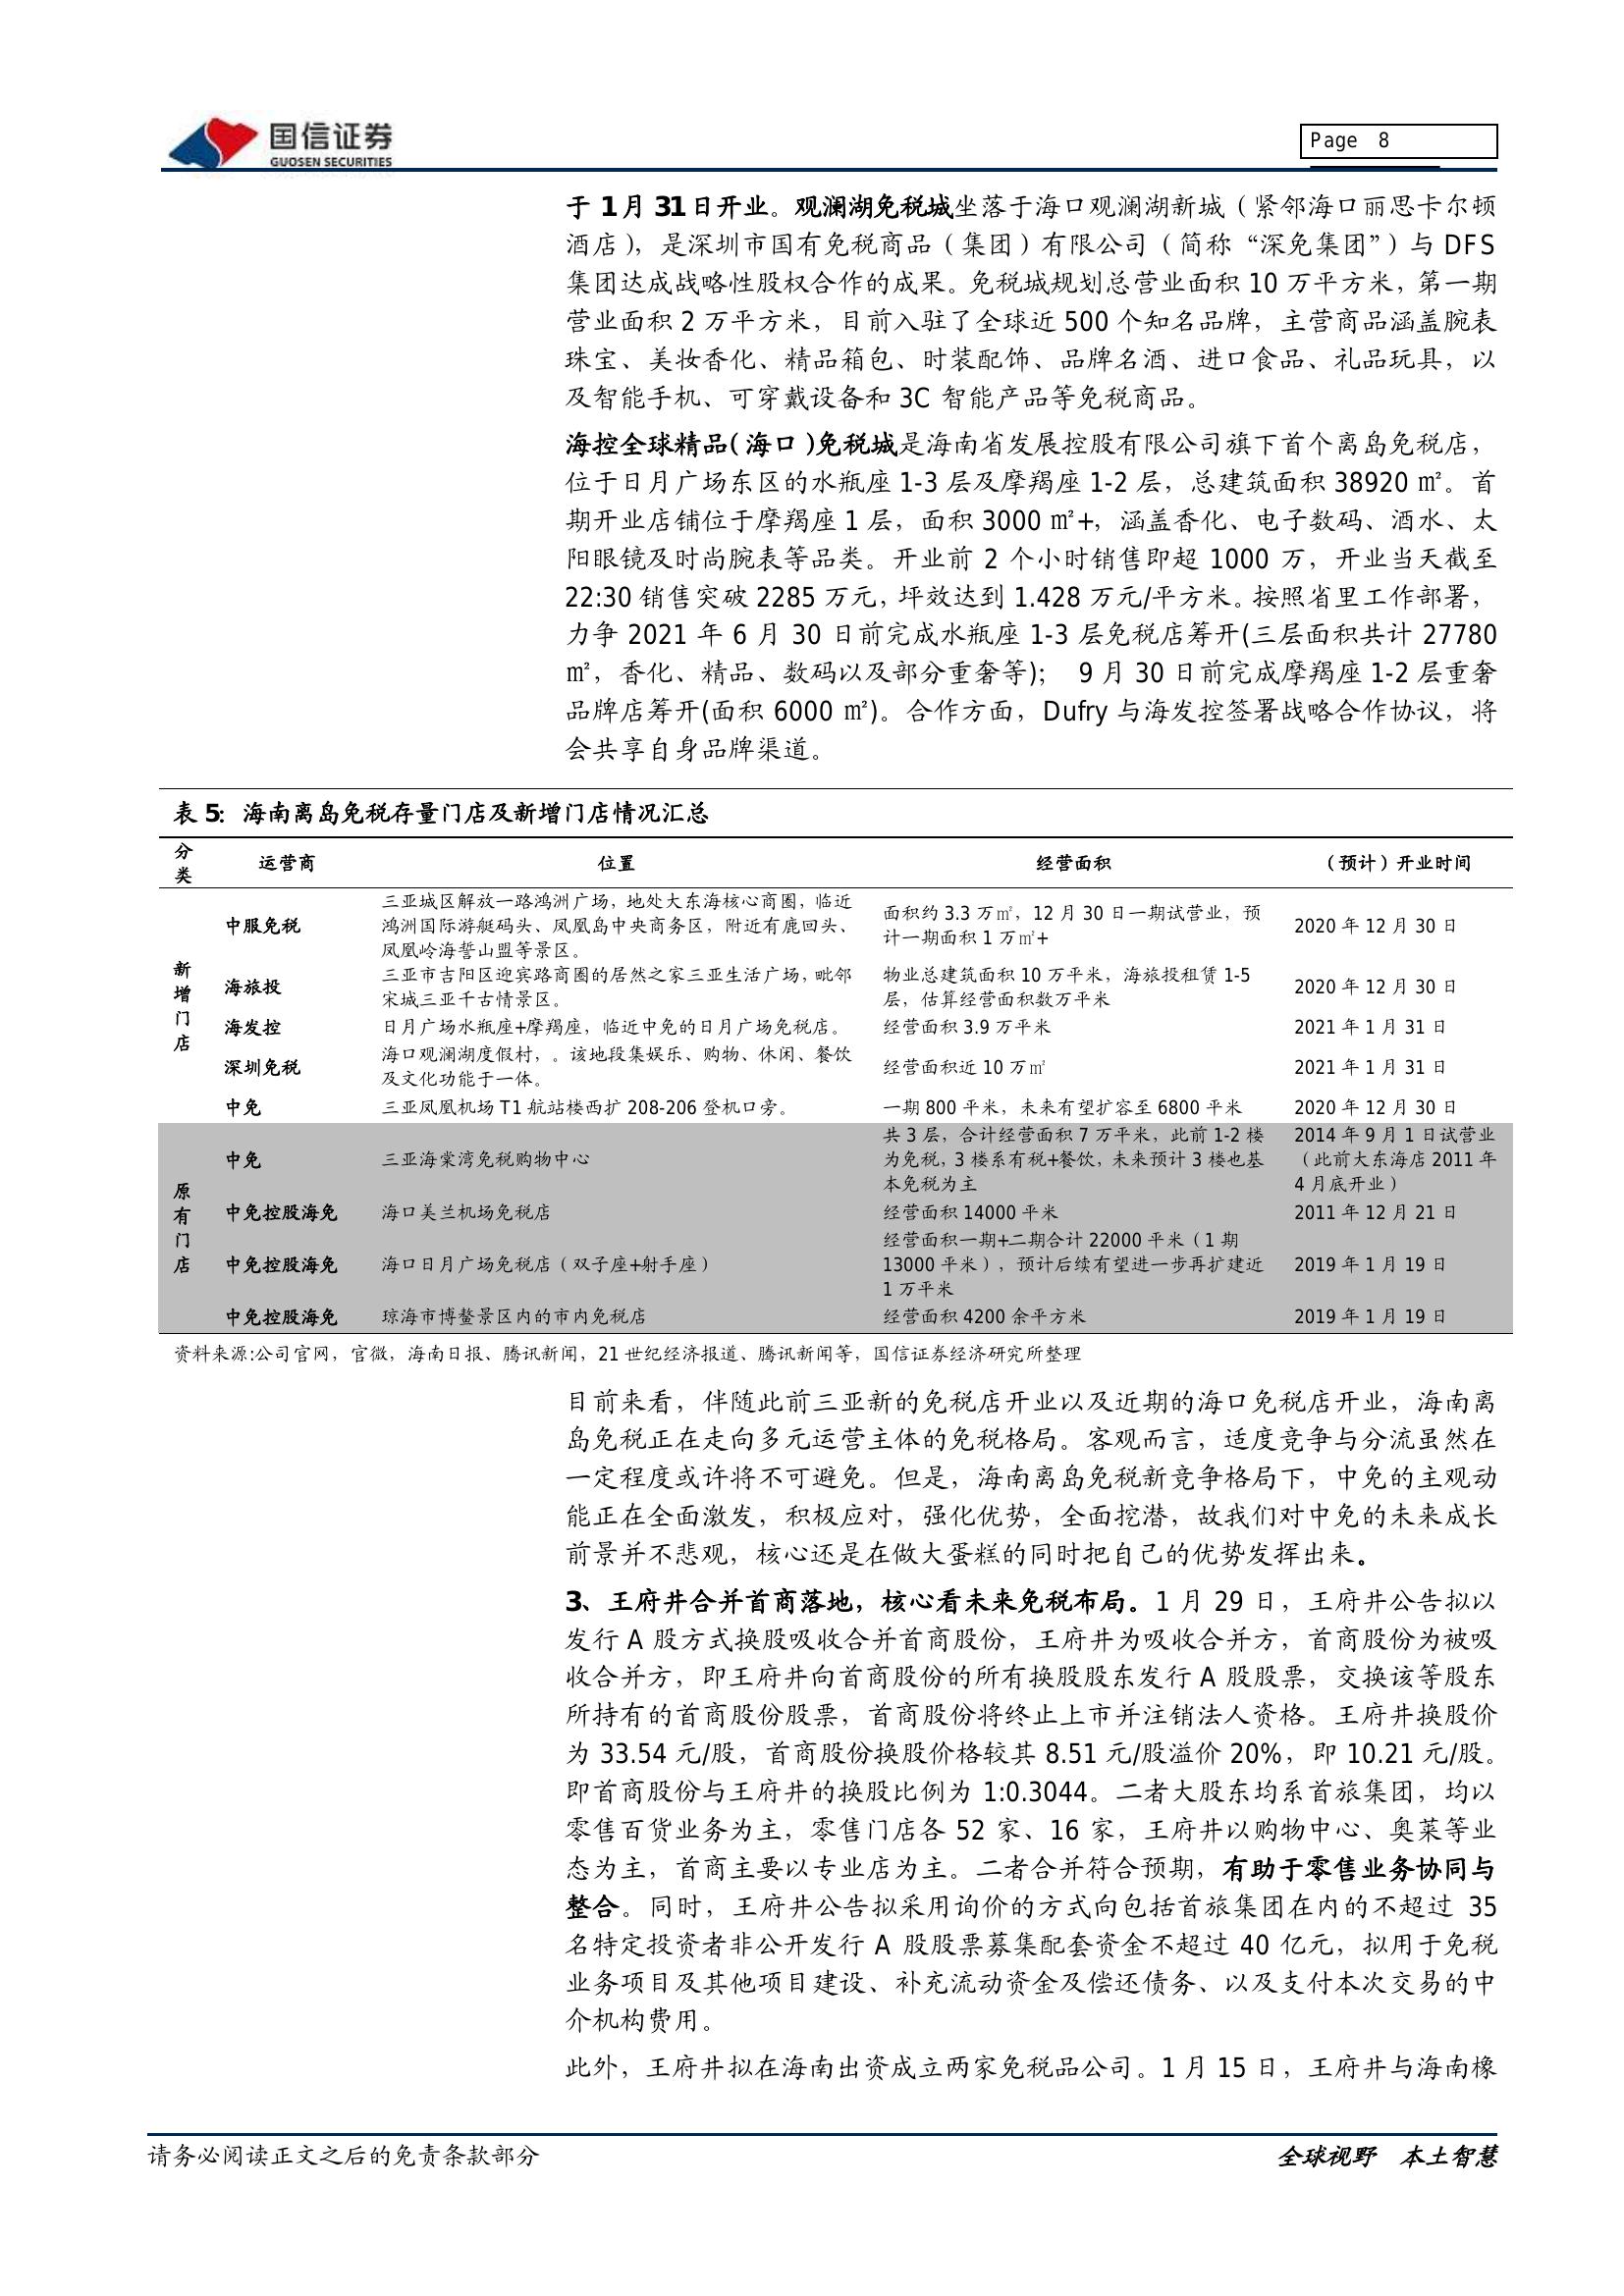 国信证券
GUOSEN SECURITIES
Page 8
于 1 月 31 日开业。观澜湖免税城坐落于海口观澜湖新城（紧邻海口丽思卡尔顿
酒店），是深圳市国有免税商品（集团）有限公司（简称“深免集团”）与 DFS
集团达成战略性股权合作的成果。免税城规划总营业面积 10 万平方米，第一期
营业面积 2 万平方米，目前入驻了全球近 500 个知名品牌，主营商品涵盖腕表
珠宝、美妆香化、精品箱包、时装配饰、品牌名酒、进口食品、礼品玩具，以
及智能手机、可穿戴设备和 3C 智能产品等免税商品。
海控全球精品(海口)免税城是海南省发展控股有限公司旗下首个离岛免税店，
位于日月广场东区的水瓶座 1-3 层及摩羯座 1-2 层，总建筑面积 38920 ㎡。首
期开业店铺位于摩羯座 1 层，面积 3000 ㎡+，涵盖香化、电子数码、酒水、太
阳眼镜及时尚腕表等品类。开业前 2 个小时销售即超 1000 万，开业当天截至
22:30 销售突破 2285 万元，坪效达到 1.428 万元/平方米。按照省里工作部署，
力争 2021 年 6 月 30 日前完成水瓶座 1-3 层免税店筹开(三层面积共计 27780
㎡，香化、精品、数码以及部分重奢等)； 9 月 30 日前完成摩羯座 1-2 层重奢
品牌店筹开(面积 6000 ㎡)。合作方面，Dufry 与海发控签署战略合作协议，将
会共享自身品牌渠道。
表 5：海南离岛免税存量门店及新增门店情况汇总
分类 运营商 位置 经营面积 （预计）开业时间
新增门店
中服免税 三亚城区解放一路鸿洲广场，地处大东海核心商圈，临近
鸿洲国际游艇码头、凤凰岛中央商务区，附近有鹿回头、
凤凰岭海誓山盟等景区。
面积约 3.3 万㎡，12 月 30 日一期试营业，预
计一期面积 1 万㎡+
2020 年 12 月 30 日
海旅投 三亚市吉阳区迎宾路商圈的居然之家三亚生活广场，毗邻
宋城三亚千古情景区。
物业总建筑面积 10 万平米，海旅投租赁 1-5
层，估算经营面积数万平米
2020 年 12 月 30 日
海发控 日月广场水瓶座+摩羯座，临近中免的日月广场免税店。 经营面积 3.9 万平米 2021 年 1 月 31 日
深圳免税 海口观澜湖度假村，。该地段集娱乐、购物、休闲、餐饮
及文化功能于一体。
经营面积近 10 万㎡ 2021 年 1 月 31 日
中免 三亚凤凰机场 T1 航站楼西扩 208-206 登机口旁。 一期 800 平米，未来有望扩容至 6800 平米 2020 年 12 月 30 日
原有门店
中免 三亚海棠湾免税购物中心
共 3 层，合计经营面积 7 万平米，此前 1-2 楼
为免税，3 楼系有税+餐饮，未来预计 3 楼也基
本免税为主
2014 年 9 月 1 日试营业
（此前大东海店 2011 年
4 月底开业）
中免控股海免 海口美兰机场免税店 经营面积 14000 平米 2011 年 12 月 21 日
中免控股海免 海口日月广场免税店（双子座+射手座）
经营面积一期+二期合计 22000 平米（1 期
13000 平米），预计后续有望进一步再扩建近
1 万平米
2019 年 1 月 19 日
中免控股海免 琼海市博鳌景区内的市内免税店 经营面积 4200 余平方米 2019 年 1 月 19 日
资料来源:公司官网，官微，海南日报、腾讯新闻，21 世纪经济报道、腾讯新闻等，国信证券经济研究所整理
目前来看，伴随此前三亚新的免税店开业以及近期的海口免税店开业，海南离
岛免税正在走向多元运营主体的免税格局。客观而言，适度竞争与分流虽然在
一定程度或许将不可避免。但是，海南离岛免税新竞争格局下，中免的主观动
能正在全面激发，积极应对，强化优势，全面挖潜，故我们对中免的未来成长
前景并不悲观，核心还是在做大蛋糕的同时把自己的优势发挥出来。
3、王府井合并首商落地，核心看未来免税布局。1 月 29 日，王府井公告拟以
发行 A 股方式换股吸收合并首商股份，王府井为吸收合并方，首商股份为被吸
收合并方，即王府井向首商股份的所有换股股东发行 A 股股票，交换该等股东
所持有的首商股份股票，首商股份将终止上市并注销法人资格。王府井换股价
为 33.54 元/股，首商股份换股价格较其 8.51 元/股溢价 20%，即 10.21 元/股。
即首商股份与王府井的换股比例为 1:0.3044。二者大股东均系首旅集团，均以
零售百货业务为主，零售门店各 52 家、16 家，王府井以购物中心、奥莱等业
态为主，首商主要以专业店为主。二者合并符合预期，有助于零售业务协同与
整合。同时，王府井公告拟采用询价的方式向包括首旅集团在内的不超过 35
名特定投资者非公开发行 A 股股票募集配套资金不超过 40 亿元，拟用于免税
业务项目及其他项目建设、补充流动资金及偿还债务、以及支付本次交易的中
介机构费用。
此外，王府井拟在海南出资成立两家免税品公司。1 月 15 日，王府井与海南橡
请务必阅读正文之后的免责条款部分
全球视野 本土智慧